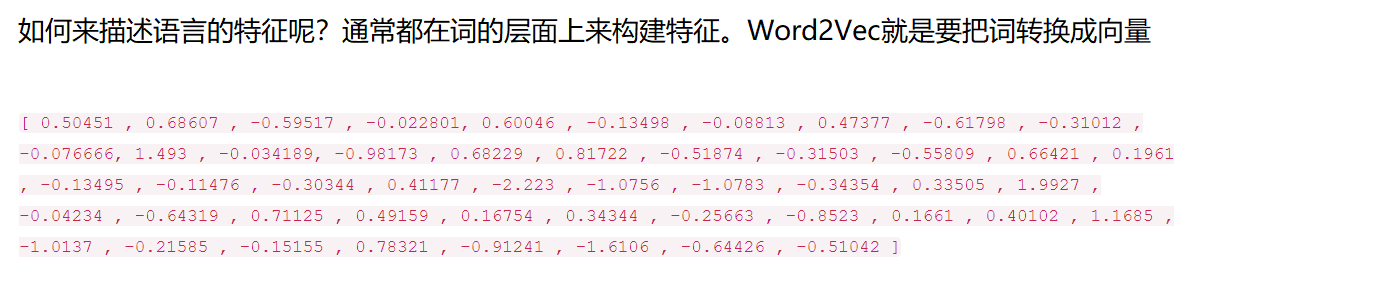 如何来描述语言的特征呢？通常都在词的层面上来构建特征。Word2Vec就是要把词转换成向量
[ 0.50451 , 0.68607 , -0.59517 , -0.022801, 0.60046 , -0.13498 , -0.08813 , 0.47377 , -0.61798 , -0.31012 ,
-0.076666, 1.493 , -0.034189, -0.98173 , 0.68229 , 0.81722 , -0.51874 , -0.31503 , -0.55809 , 0.66421 , 0.1961
, -0.13495 , -0.11476 , -0.30344 , 0.41177 , -2.223 , -1.0756 , -1.0783 , -0.34354 , 0.33505 , 1.9927 ,
-0.04234 , -0.64319 , 0.71125 , 0.49159 , 0.16754 , 0.34344 , -0.25663 , -0.8523 , 0.1661 , 0.40102 , 1.1685 ,
-1.0137 , -0.21585 , -0.15155 , 0.78321 , -0.91241 , -1.6106 , -0.64426 , -0.51042 ]